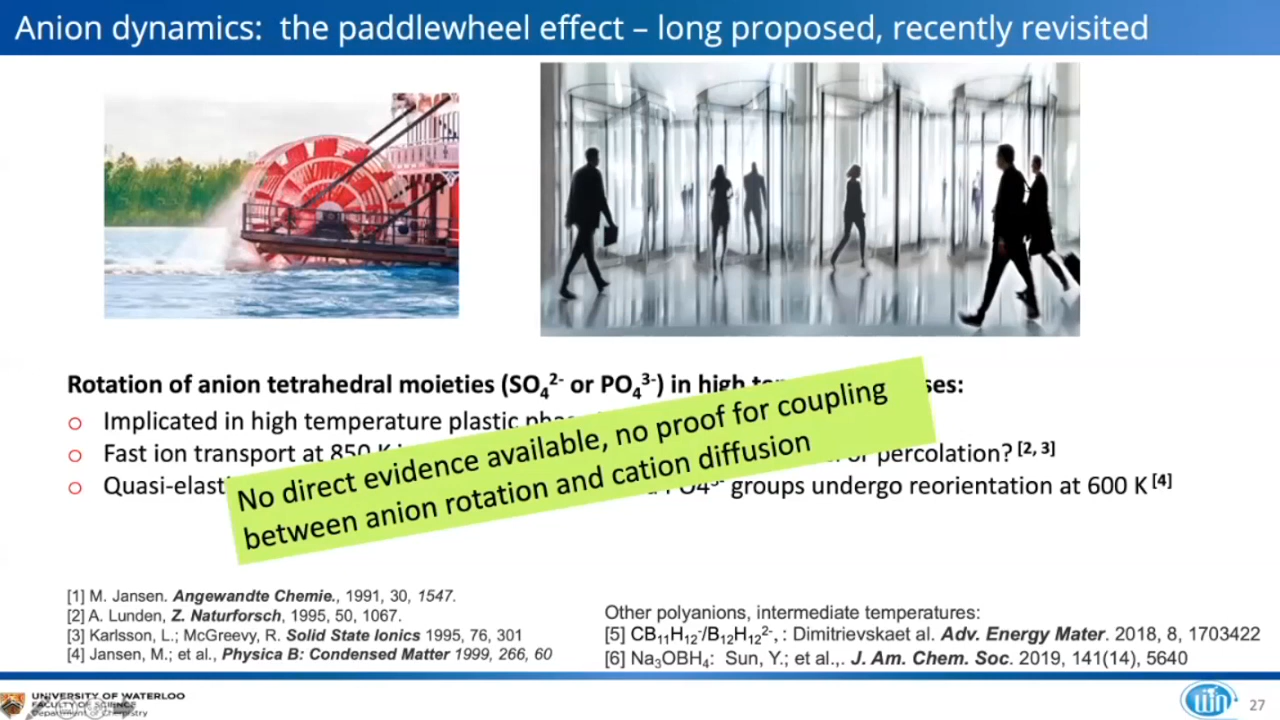 Anion dynamics: the paddlewheel effect – long proposed, recently revisited
Rotation of anion tetrahedral moieties (SO₄²⁻ or PO₄³⁻) in high ses:
Implicated in high temperature plastic
Fast ion transport at 850 K percolation? [2, 3]
Quasi-elast groups undergo reorientation at 600 K [4]
No direct evidence available, no proof for coupling
between anion rotation and cation diffusion
[1] M. Jansen. Angewandte Chemie., 1991, 30, 1547.
[2] A. Lunden, Z. Naturforsch, 1995, 50, 1067.
[3] Karlsson, L.; McGreevy, R. Solid State Ionics 1995, 76, 301
[4] Jansen, M.; et al., Physica B: Condensed Matter 1999, 266, 60
Other polyanions, intermediate temperatures:
[5] CB₁₁H₁₂⁻/B₁₂H₁₂²⁻, : Dimitrievskaet al. Adv. Energy Mater. 2018, 8, 1703422
[6] Na₃OBH₄: Sun, Y.; et al.,. J. Am. Chem. Soc. 2019, 141(14), 5640
UNIVERSITY OF WATERLOO
FACULTY OF SCIENCE
Department of Chemistry
27